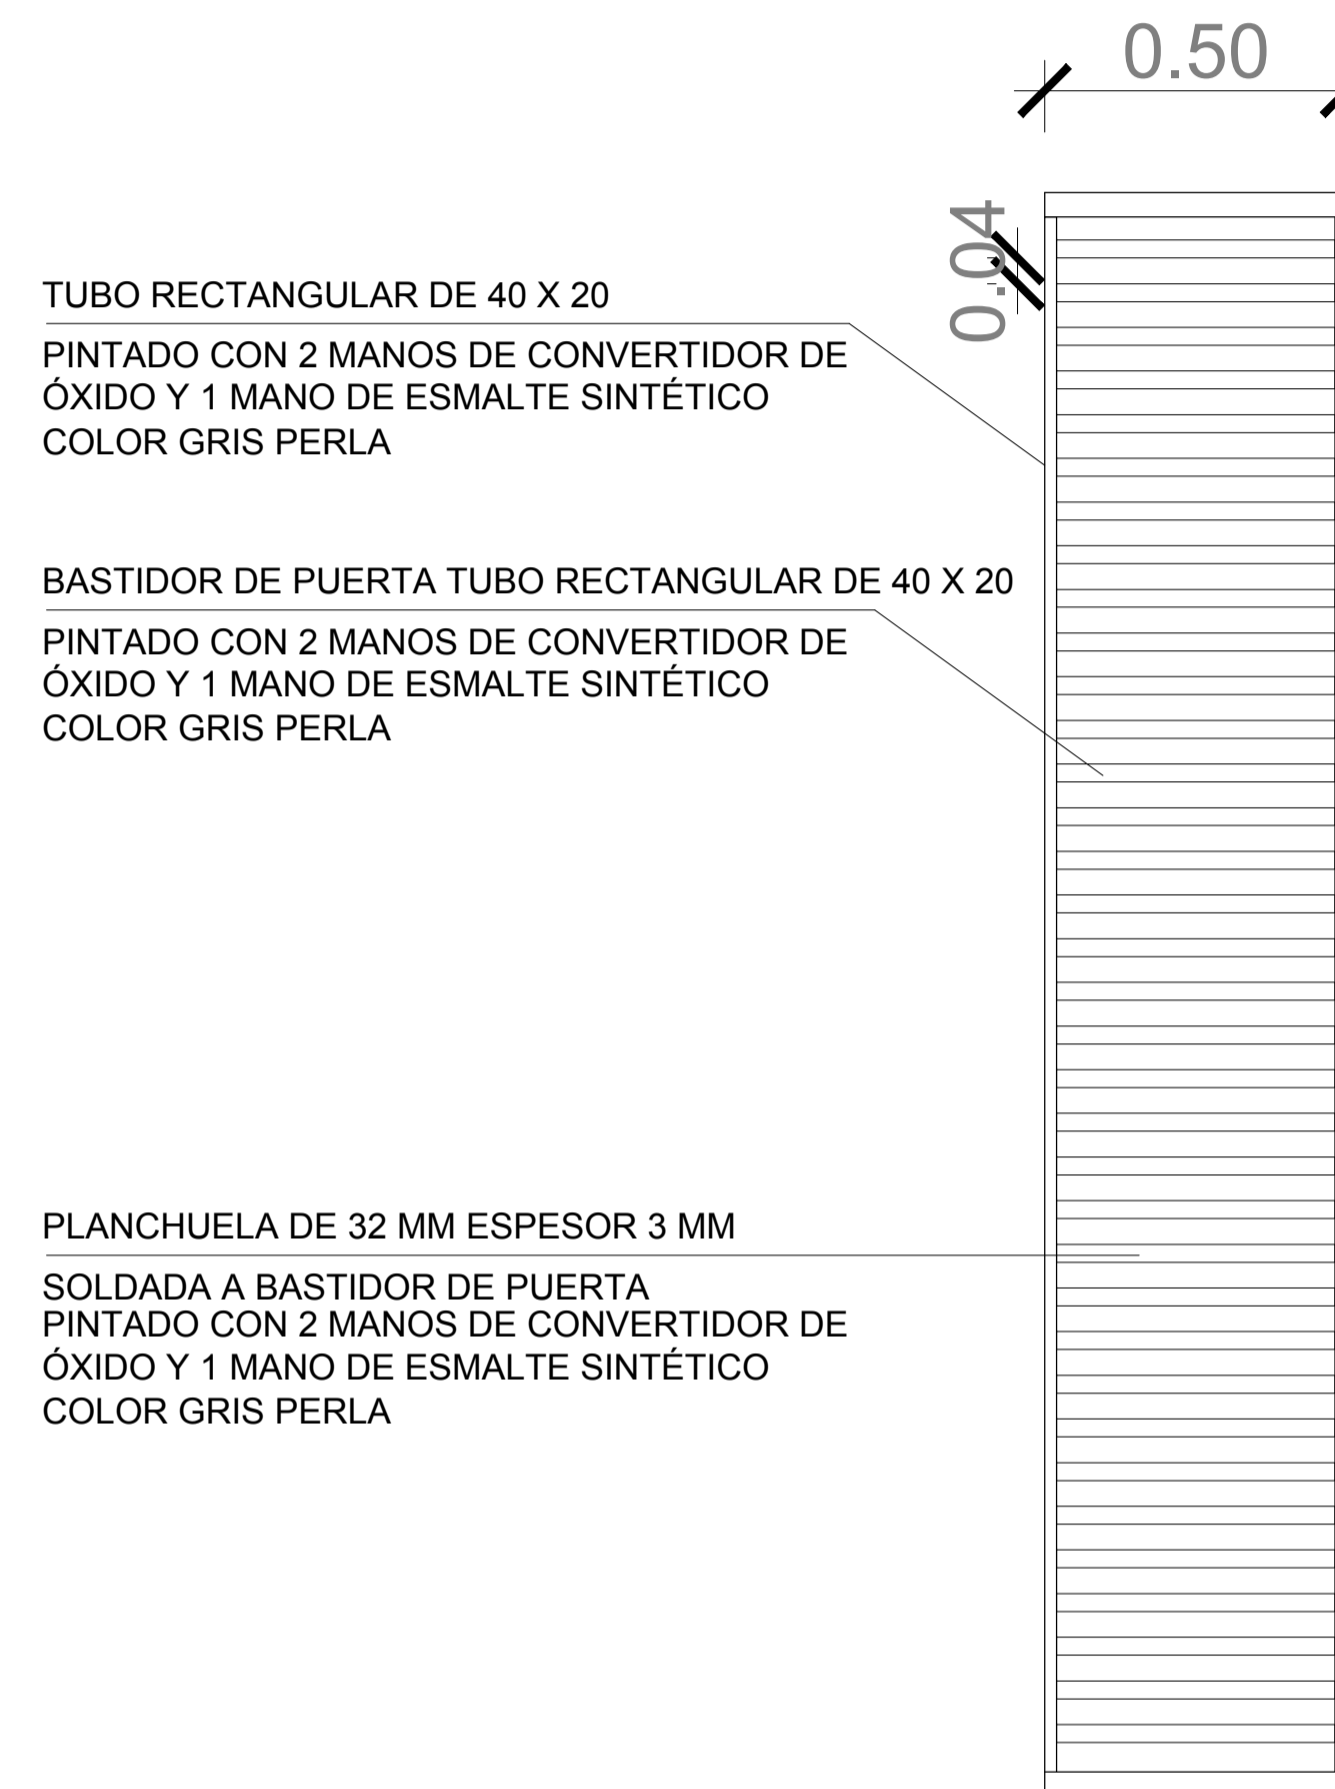 0.50
0.04
TUBO RECTANGULAR DE 40 X 20
PINTADO CON 2 MANOS DE CONVERTIDOR DE
ÓXIDO Y 1 MANO DE ESMALTE SINTÉTICO
COLOR GRIS PERLA
BASTIDOR DE PUERTA TUBO RECTANGULAR DE 40 X 20
PINTADO CON 2 MANOS DE CONVERTIDOR DE
ÓXIDO Y 1 MANO DE ESMALTE SINTÉTICO
COLOR GRIS PERLA
PLANCHUELA DE 32 MM ESPESOR 3 MM
SOLDADA A BASTIDOR DE PUERTA
PINTADO CON 2 MANOS DE CONVERTIDOR DE
ÓXIDO Y 1 MANO DE ESMALTE SINTÉTICO
COLOR GRIS PERLA